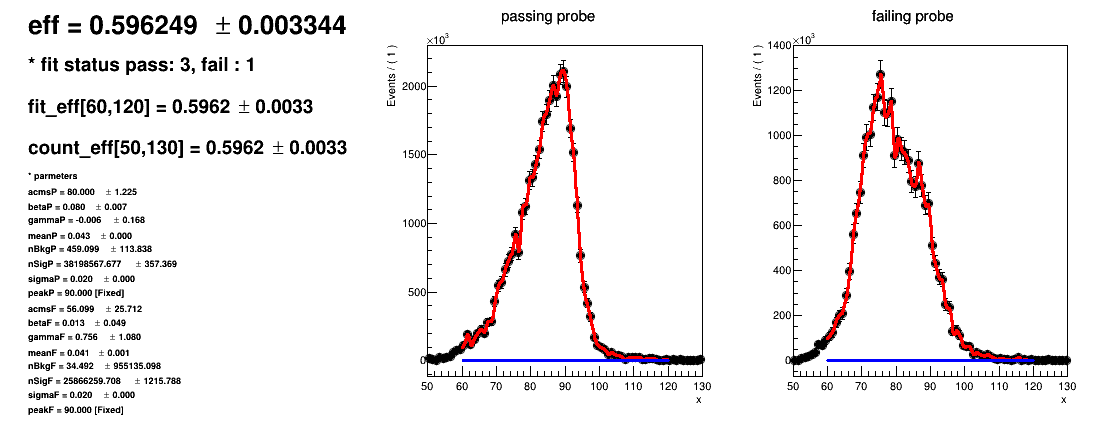 eff = 0.596249 ± 0.003344
* fit status pass: 3, fail : 1
fit_eff[60,120] = 0.5962 ± 0.0033
count_eff[50,130] = 0.5962 ± 0.0033
* parmeters
acmsP = 80.000 ± 1.225
betaP = 0.080 ± 0.007
gammaP = -0.006 ± 0.168
meanP = 0.043 ± 0.000
nBkgP = 459.099 ± 113.838
nSigP = 38198567.677 ± 357.369
sigmaP = 0.020 ± 0.000
peakP = 90.000 [Fixed]
acmsF = 56.099 ± 25.712
betaF = 0.013 ± 0.049
gammaF = 0.756 ± 1.080
meanF = 0.041 ± 0.001
nBkgF = 34.492 ± 955135.098
nSigF = 25866259.708 ± 1215.788
sigmaF = 0.020 ± 0.000
peakF = 90.000 [Fixed]
passing probe
×10³
Events / ( 1 )
2000
1500
1000
500
0
50 60 70 80 90 100 110 120 130
x
failing probe
×10³
Events / ( 1 )
1400
1200
1000
800
600
400
200
0
50 60 70 80 90 100 110 120 130
x